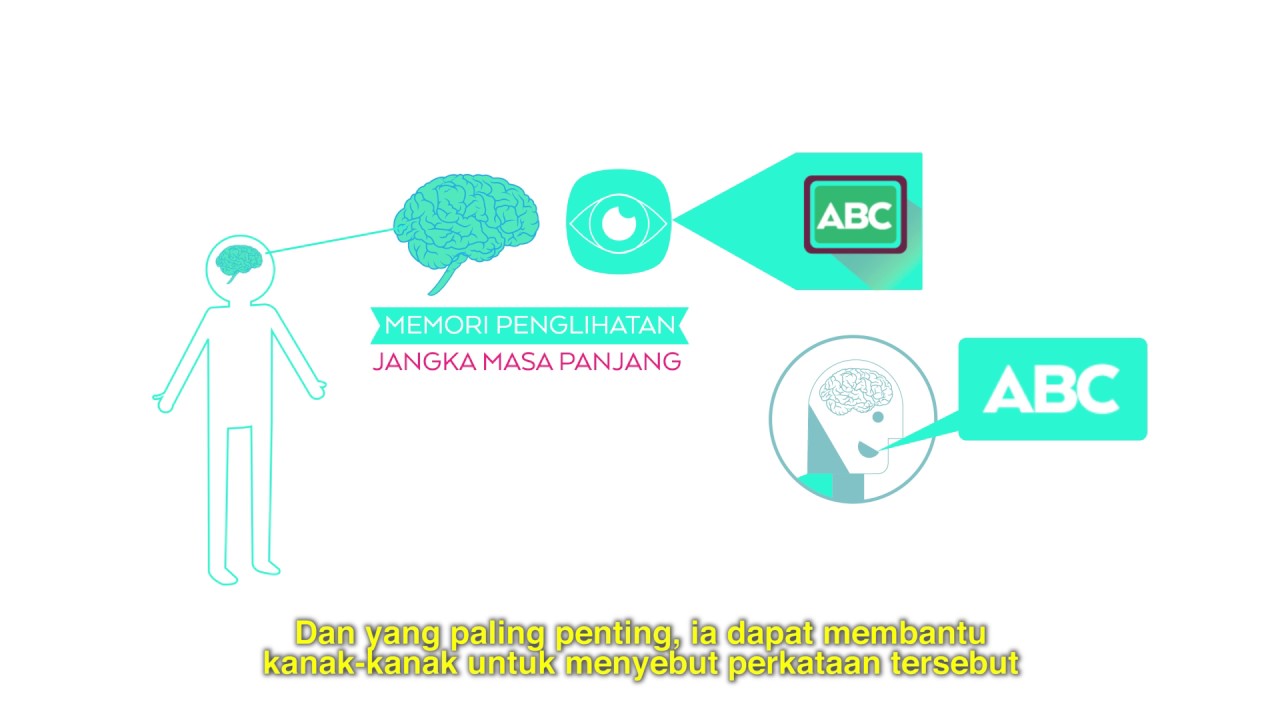 ABC
MEMORI PENGLIHATAN
JANGKA MASA PANJANG
ABC
Dan yang paling penting, ia dapat membantu
kanak-kanak untuk menyebut perkataan tersebut